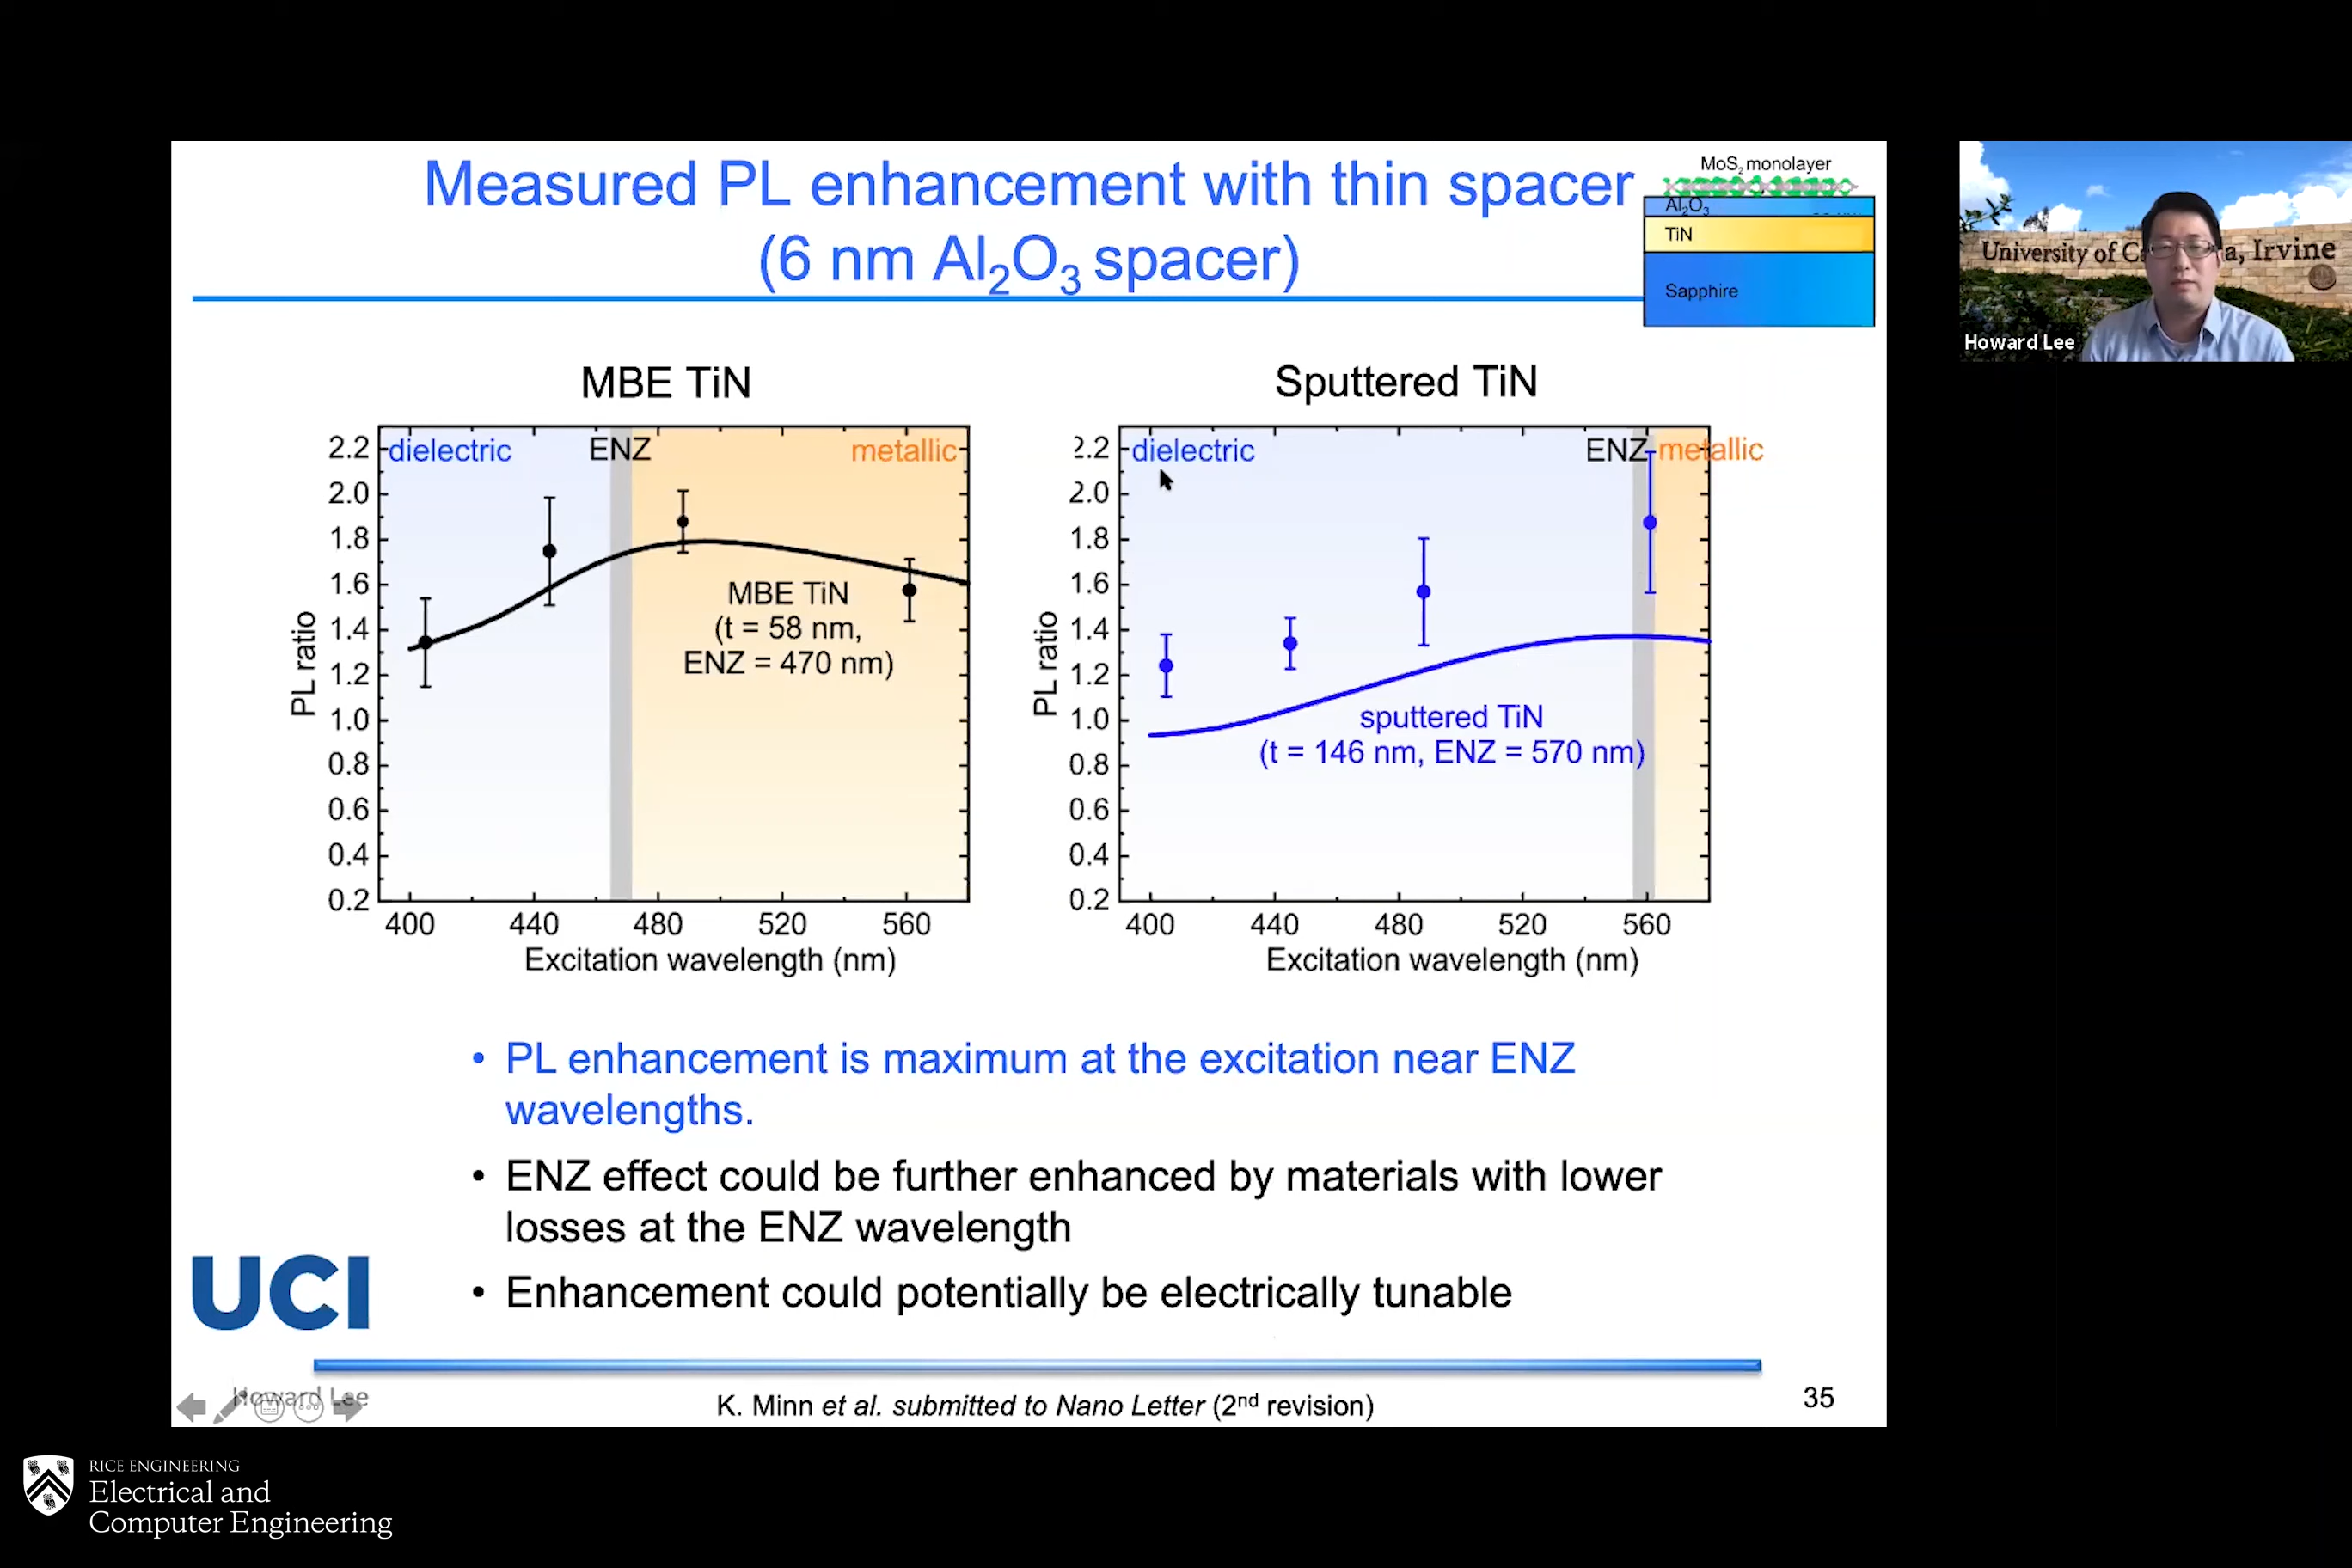 Measured PL enhancement with thin spacer
(6 nm Al₂O₃ spacer)
MoS₂ monolayer
Al₂O₃
TiN
Sapphire
University of C a, Irvine
Howard Lee
MBE TiN
2.2
2.0
1.8
1.6
1.4
1.2
1.0
0.8
0.6
0.4
0.2
PL ratio
dielectric
ENZ
metallic
MBE TiN
(t = 58 nm,
ENZ = 470 nm)
400 440 480 520 560
Excitation wavelength (nm)
Sputtered TiN
2.2
2.0
1.8
1.6
1.4
1.2
1.0
0.8
0.6
0.4
0.2
PL ratio
dielectric
ENZ
metallic
sputtered TiN
(t = 146 nm, ENZ = 570 nm)
400 440 480 520 560
Excitation wavelength (nm)
• PL enhancement is maximum at the excitation near ENZ
wavelengths.
• ENZ effect could be further enhanced by materials with lower
losses at the ENZ wavelength
• Enhancement could potentially be electrically tunable
UCI
Howard Lee
K. Minn et al. submitted to Nano Letter (2nd revision)
35
RICE ENGINEERING
Electrical and
Computer Engineering